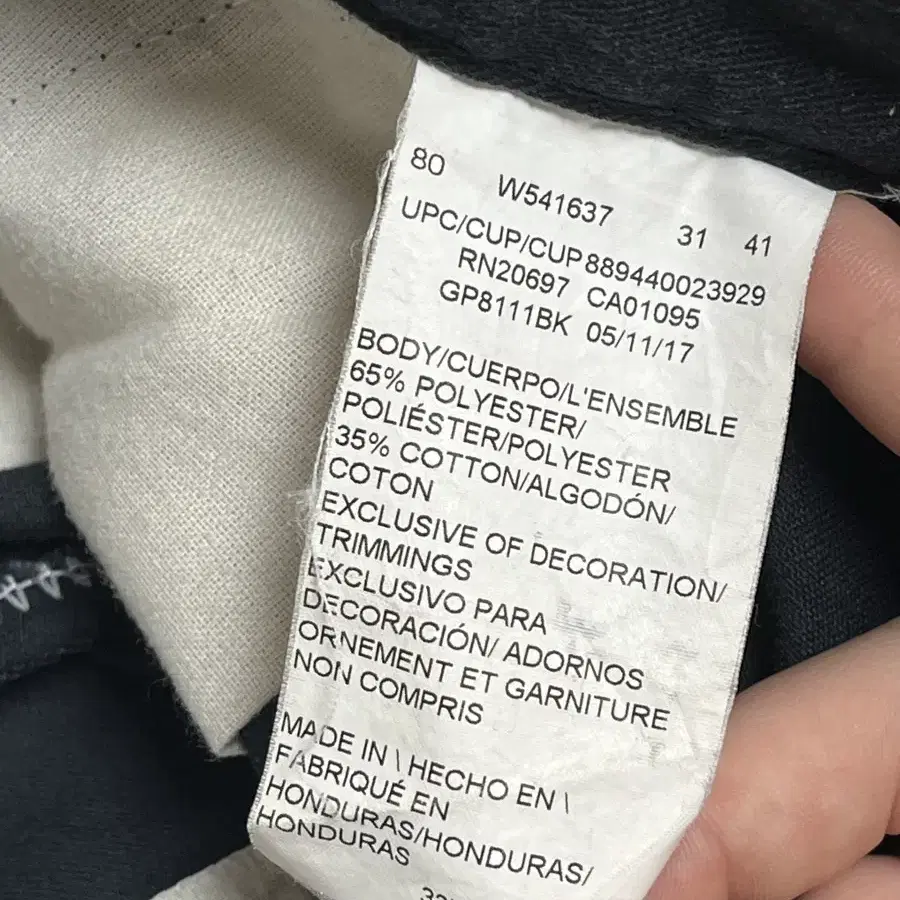 80 W541637 31 41
UPC/CUP/CUP 889440023929
RN20697 CA01095
GP8111BK 05/11/17
BODY/CUERPO/L'ENSEMBLE
65% POLYESTER/
POLIÉSTER/POLYESTER
35% COTTON/ALGODÓN/
COTON
EXCLUSIVE OF DECORATION/
TRIMMINGS
EXCLUSIVO PARA
DECORACIÓN/ ADORNOS
ORNEMENT ET GARNITURE
NON COMPRIS
MADE IN \ HECHO EN \
FABRIQUÉ EN
HONDURAS/HONDURAS/
HONDURAS